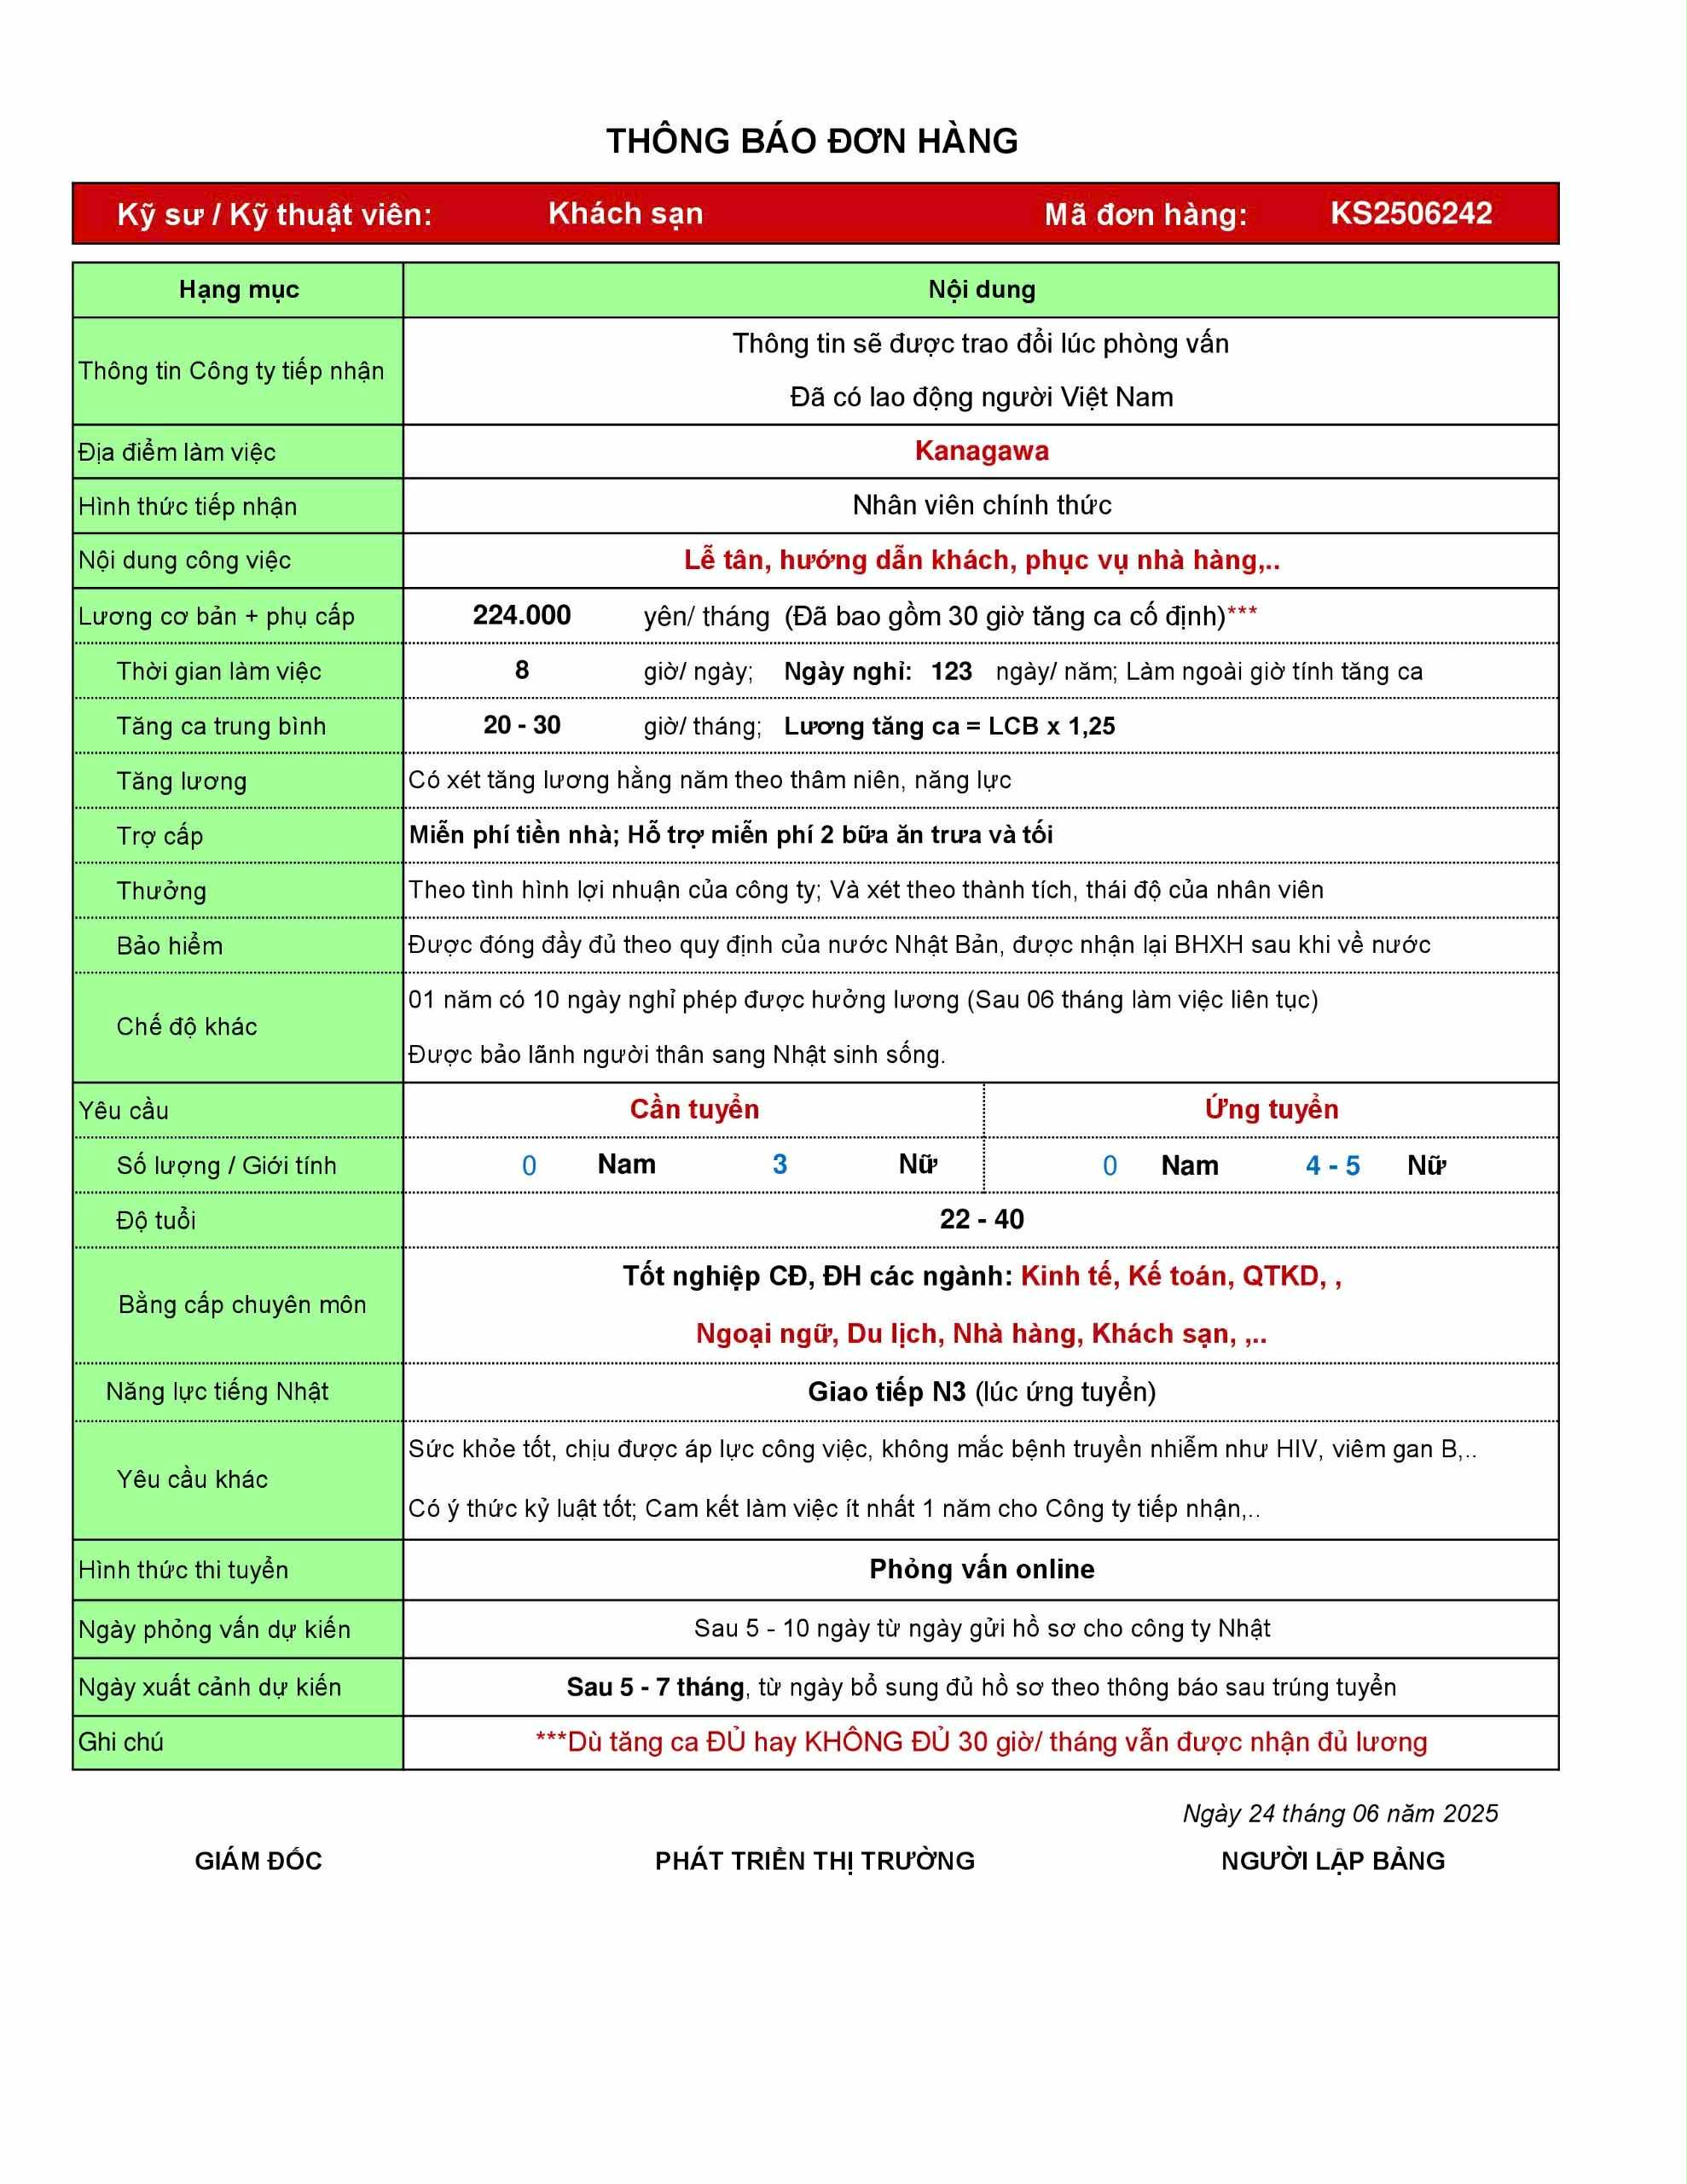 THÔNG BÁO ĐƠN HÀNG
Kỹ sư / Kỹ thuật viên: Khách sạn Mã đơn hàng: KS2506242
Hạng mục Nội dung
Thông tin Công ty tiếp nhận
Thông tin sẽ được trao đổi lúc phòng vấn
Đã có lao động người Việt Nam
Địa điểm làm việc Kanagawa
Hình thức tiếp nhận Nhân viên chính thức
Nội dung công việc Lễ tân, hướng dẫn khách, phục vụ nhà hàng,..
Lương cơ bản + phụ cấp 224.000 yên/ tháng (Đã bao gồm 30 giờ tăng ca cố định)***
Thời gian làm việc 8 giờ/ ngày; Ngày nghỉ: 123 ngày/ năm; Làm ngoài giờ tính tăng ca
Tăng ca trung bình 20 - 30 giờ/ tháng; Lương tăng ca = LCB x 1,25
Tăng lương Có xét tăng lương hằng năm theo thâm niên, năng lực
Trợ cấp Miễn phí tiền nhà; Hỗ trợ miễn phí 2 bữa ăn trưa và tối
Thưởng Theo tình hình lợi nhuận của công ty; Và xét theo thành tích, thái độ của nhân viên
Bảo hiểm Được đóng đầy đủ theo quy định của nước Nhật Bản, được nhận lại BHXH sau khi về nước
Chế độ khác
01 năm có 10 ngày nghỉ phép được hưởng lương (Sau 06 tháng làm việc liên tục)
Được bảo lãnh người thân sang Nhật sinh sống.
Yêu cầu Cần tuyển Ứng tuyển
Số lượng / Giới tính 0 Nam 3 Nữ 0 Nam 4 - 5 Nữ
Độ tuổi 22 - 40
Bằng cấp chuyên môn
Tốt nghiệp CĐ, ĐH các ngành: Kinh tế, Kế toán, QTKD, ,
Ngoại ngữ, Du lịch, Nhà hàng, Khách sạn, ,..
Năng lực tiếng Nhật Giao tiếp N3 (lúc ứng tuyển)
Yêu cầu khác
Sức khỏe tốt, chịu được áp lực công việc, không mắc bệnh truyền nhiễm như HIV, viêm gan B,..
Có ý thức kỷ luật tốt; Cam kết làm việc ít nhất 1 năm cho Công ty tiếp nhận,..
Hình thức thi tuyển Phỏng vấn online
Ngày phỏng vấn dự kiến Sau 5 - 10 ngày từ ngày gửi hồ sơ cho công ty Nhật
Ngày xuất cảnh dự kiến Sau 5 - 7 tháng, từ ngày bổ sung đủ hồ sơ theo thông báo sau trúng tuyển
Ghi chú ***Dù tăng ca ĐỦ hay KHÔNG ĐỦ 30 giờ/ tháng vẫn được nhận đủ lương
Ngày 24 tháng 06 năm 2025
GIÁM ĐỐC PHÁT TRIỂN THỊ TRƯỜNG NGƯỜI LẬP BẢNG